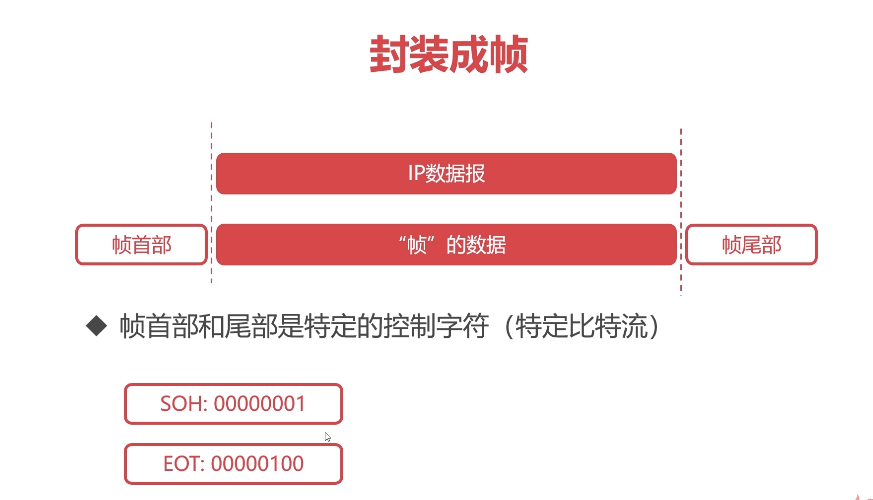 封装成帧
IP数据报
帧首部
“帧”的数据
帧尾部
帧首部和尾部是特定的控制字符（特定比特流）
SOH: 00000001
EOT: 00000100